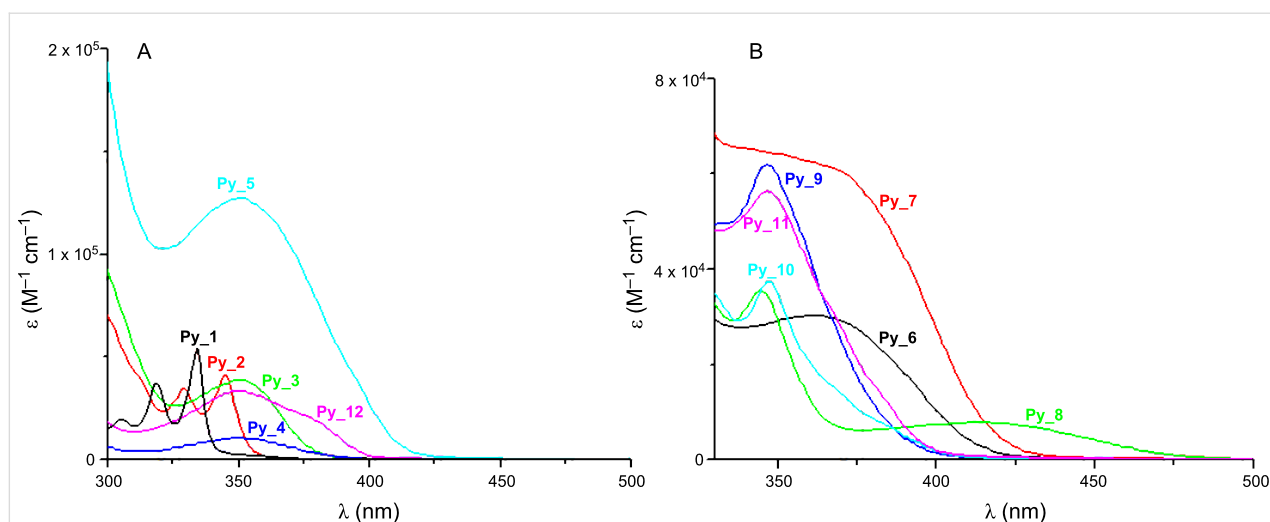 A
2 x 10⁵
1 x 10⁵
0
ε (M⁻¹ cm⁻¹)
Py_5
Py_1
Py_2
Py_3
Py_12
Py_4
300
350
400
450
500
λ (nm)
B
8 x 10⁴
4 x 10⁴
0
ε (M⁻¹ cm⁻¹)
Py_9
Py_7
Py_11
Py_10
Py_6
Py_8
350
400
450
500
λ (nm)